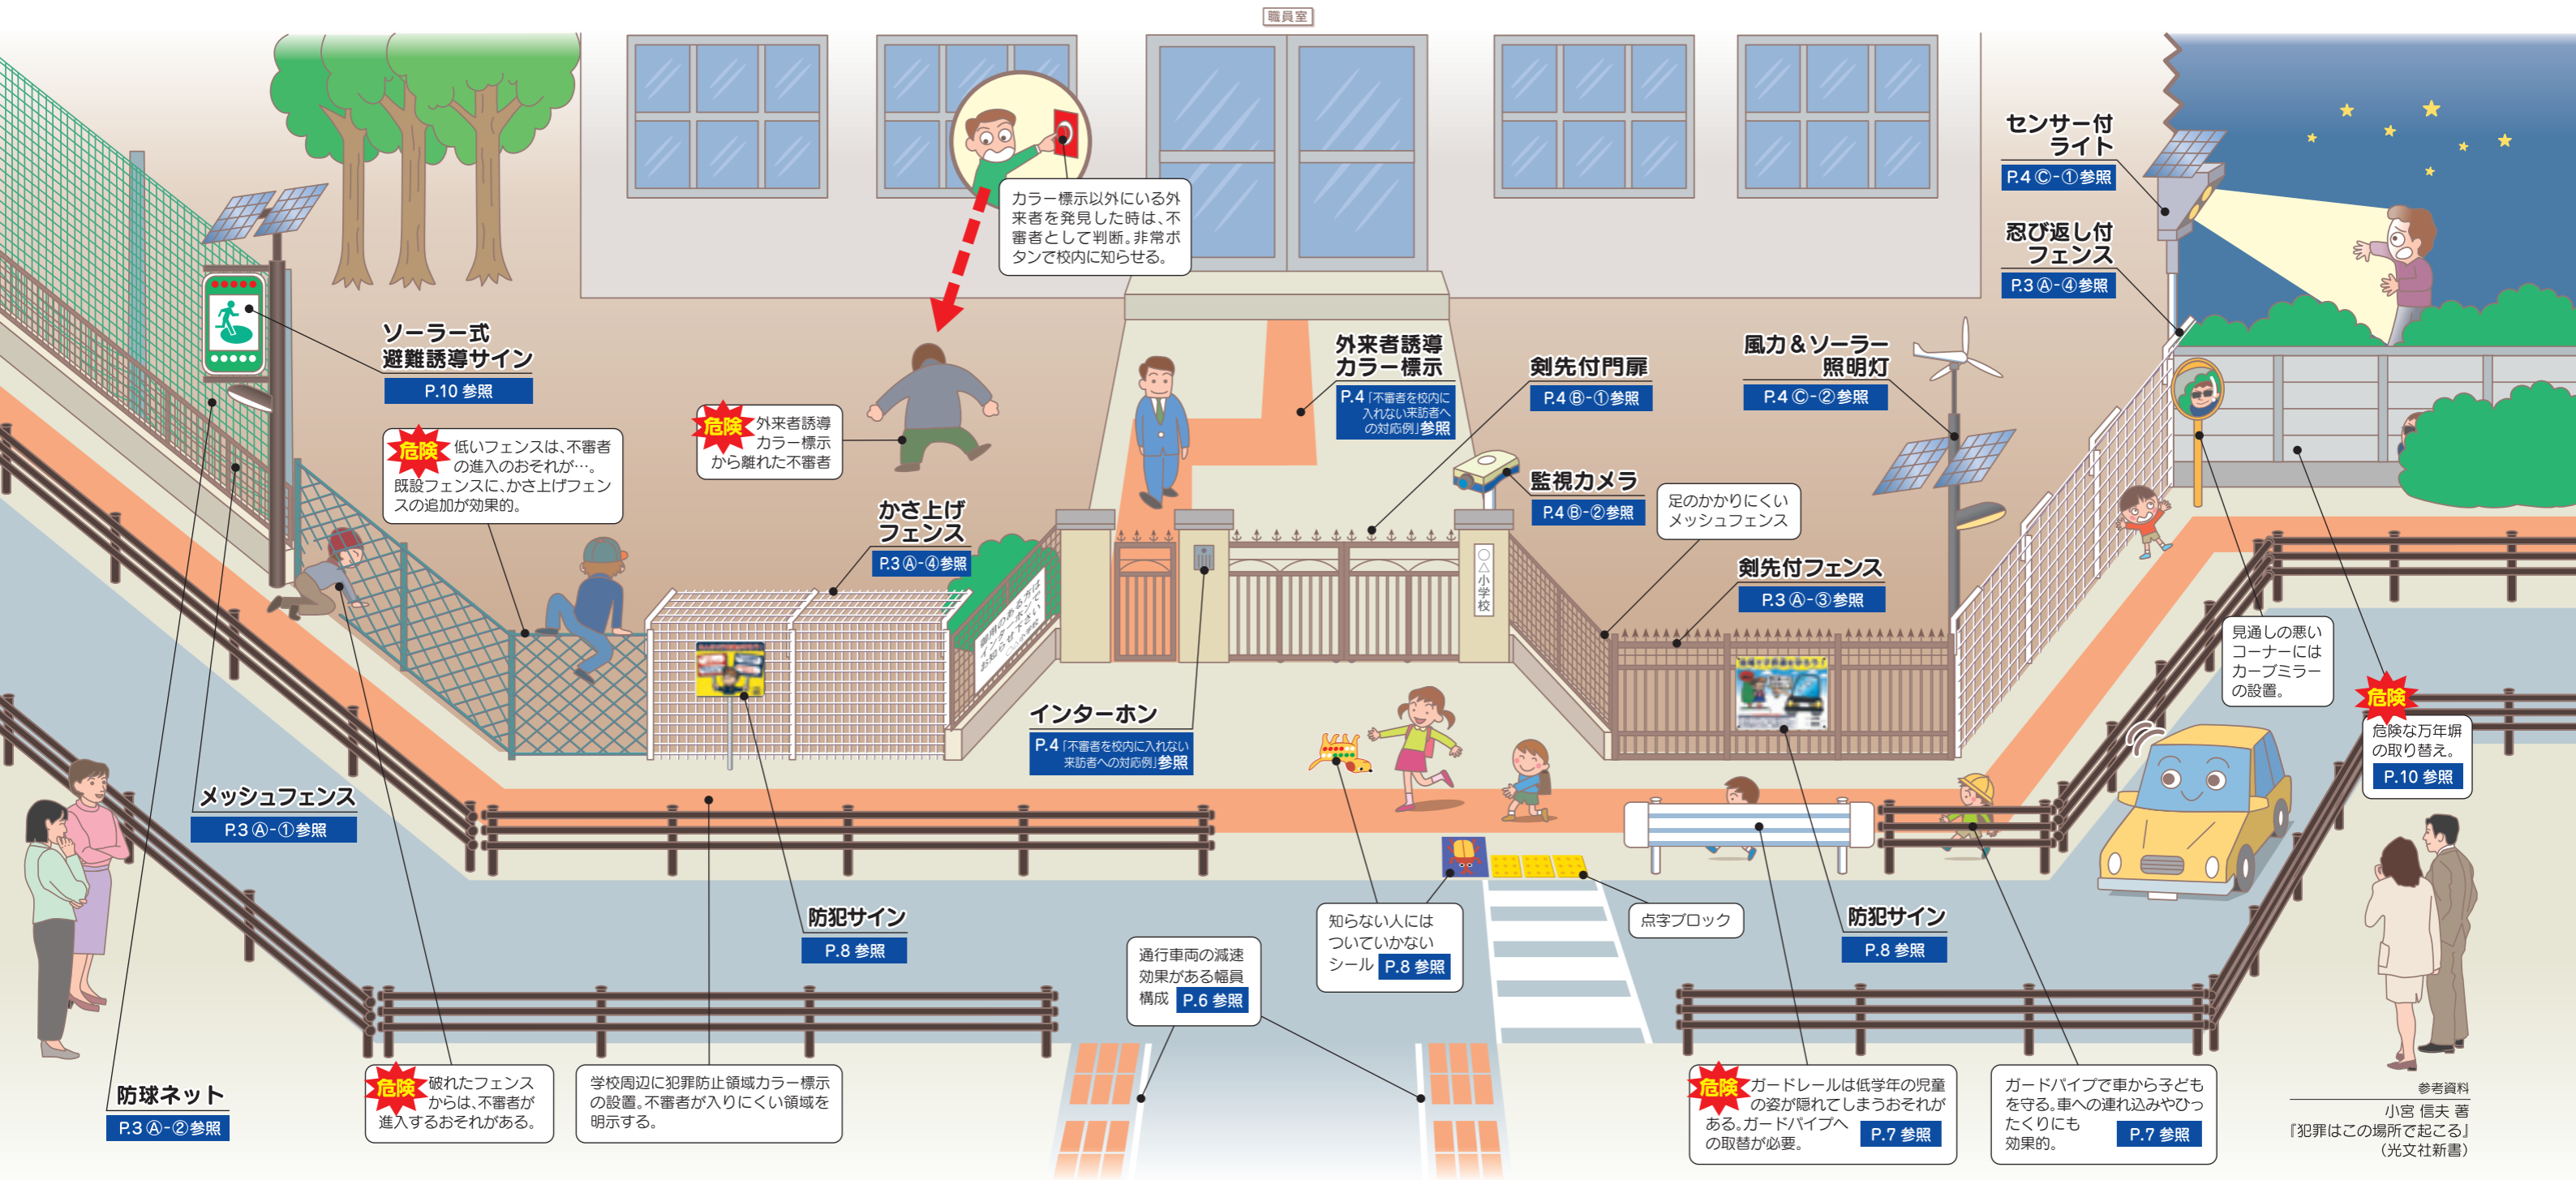 職員室
カラー標示以外にいる外
来者を発見した時は、不
審者として判断。非常ボ
タンで校内に知らせる。
センサー付
ライト
P.4 Ⓒ-①参照
忍び返し付
フェンス
P.3 Ⓐ-④参照
ソーラー式
避難誘導サイン
P.10 参照
外来者誘導
カラー標示
P.4「不審者を校内に
入れない来訪者へ
の対応例」参照
剣先付門扉
P.4 Ⓑ-①参照
風力＆ソーラー
照明灯
P.4 Ⓒ-②参照
危険
低いフェンスは、不審者
の進入のおそれが…。
既設フェンスに、かさ上げフェン
スの追加が効果的。
危険
外来者誘導
カラー標示
から離れた不審者
監視カメラ
P.4 Ⓑ-②参照
足のかかりにくい
メッシュフェンス
かさ上げ
フェンス
P.3 Ⓐ-④参照
○△小学校
剣先付フェンス
P.3 Ⓐ-③参照
御用のある方は
インターホンで
お知らせ下さい
見通しの悪い
コーナーには
カーブミラー
の設置。
危険
危険な万年塀
の取り替え。
P.10 参照
インターホン
P.4「不審者を校内に入れない
来訪者への対応例」参照
メッシュフェンス
P.3 Ⓐ-①参照
防犯サイン
P.8 参照
知らない人には
ついていかない
シール P.8 参照
点字ブロック
防犯サイン
P.8 参照
通行車両の減速
効果がある幅員
構成 P.6 参照
防球ネット
P.3 Ⓐ-②参照
危険
破れたフェンス
からは、不審者が
進入するおそれがある。
学校周辺に犯罪防止領域カラー標示
の設置。不審者が入りにくい領域を
明示する。
危険
ガードレールは低学年の児童
の姿が隠れてしまうおそれが
ある。ガードパイプへ
の取替が必要。 P.7 参照
ガードパイプで車から子ども
を守る。車への連れ込みやひっ
たくりにも
効果的。 P.7 参照
参考資料
小宮 信夫 著
『犯罪はこの場所で起こる』
（光文社新書）